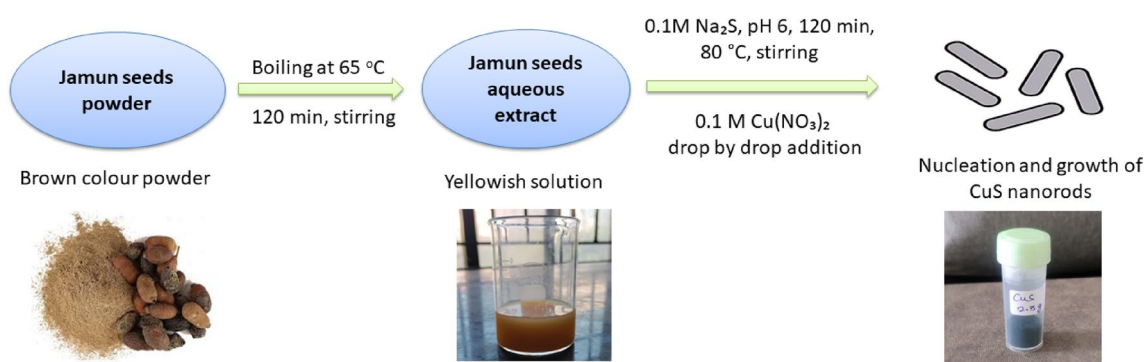 Jamun seeds
powder
Boiling at 65 °C
120 min, stirring
Jamun seeds
aqueous
extract
0.1M Na₂S, pH 6, 120 min,
80 °C, stirring
0.1 M Cu(NO₃)₂
drop by drop addition
Brown colour powder
Yellowish solution
Nucleation and growth of
CuS nanorods
CuS